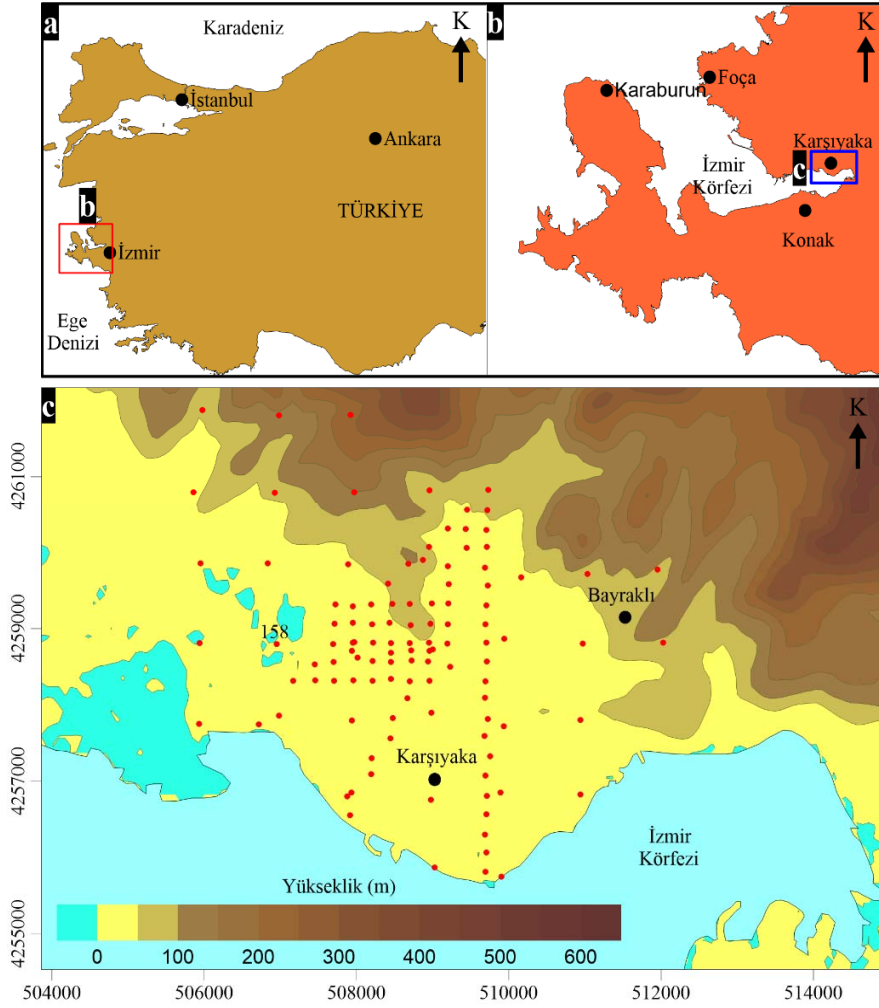 a
Karadeniz
K
İstanbul
Ankara
TÜRKİYE
b
İzmir
Ege
Denizi
b
K
Foça
Karaburun
Karşıyaka
İzmir
Körfezi
c
Konak
c
K
4261000
4259000
4257000
4255000
Bayraklı
158
Karşıyaka
İzmir
Körfezi
Yükseklik (m)
0 100 200 300 400 500 600
504000 506000 508000 510000 512000 514000